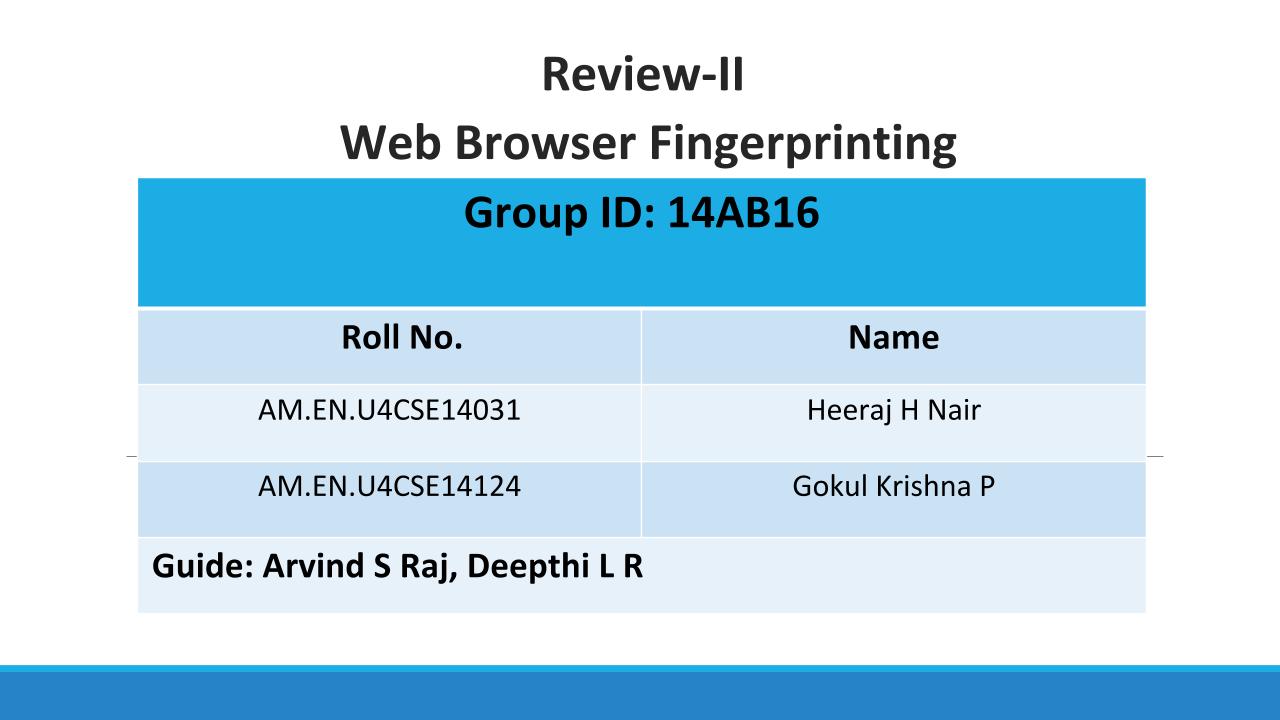 Review-II
Web Browser Fingerprinting
Group ID: 14AB16
Roll No. Name
AM.EN.U4CSE14031 Heeraj H Nair
AM.EN.U4CSE14124 Gokul Krishna P
Guide: Arvind S Raj, Deepthi L R